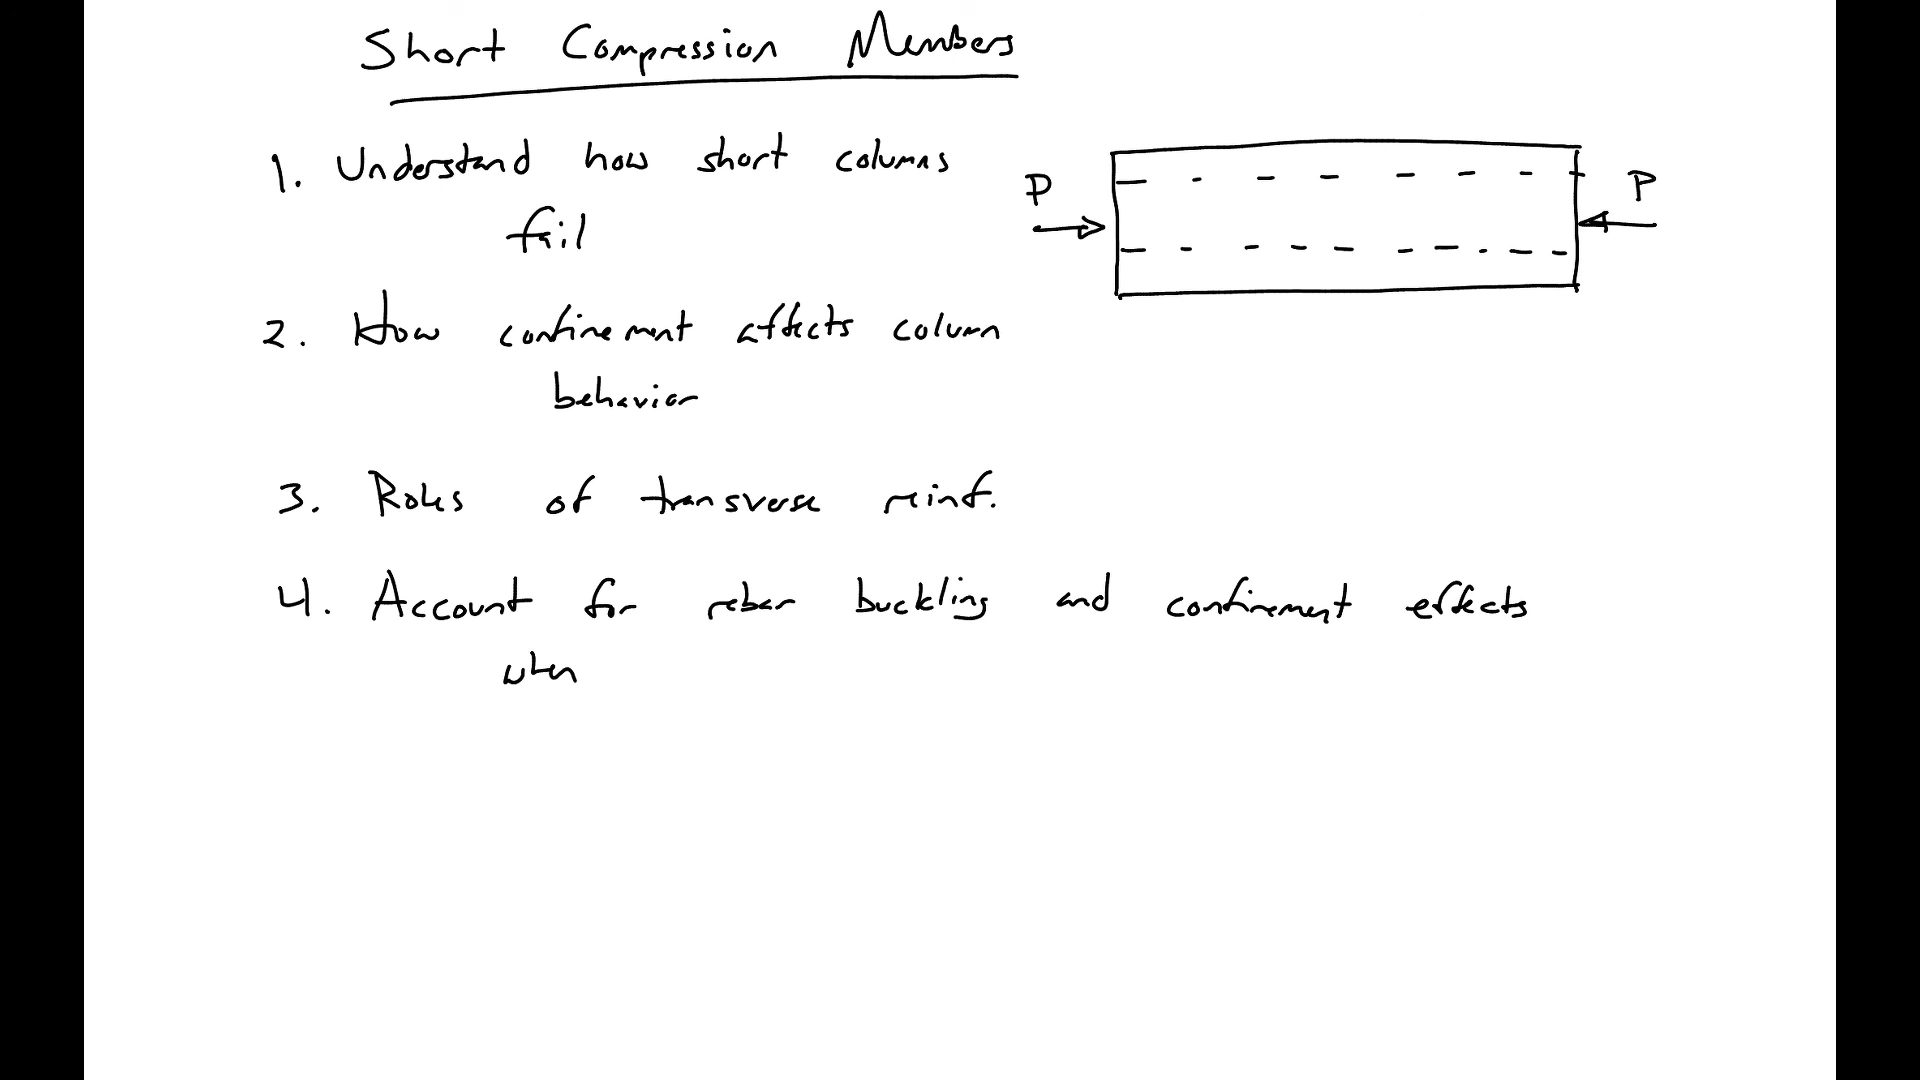 Short Compression Members
1. Understand how short columns
fail
P
P
2. How confinement affects column
behavior
3. Roles of transverse reinf.
4. Account for rebar buckling and confinement effects
when